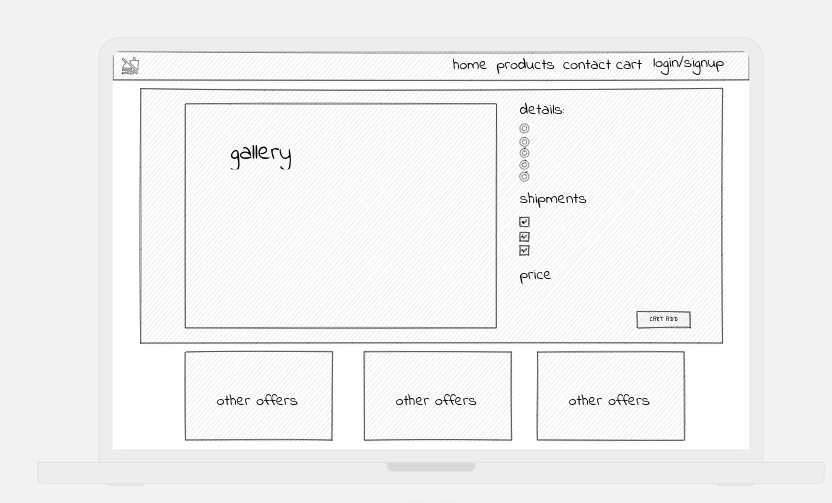 home products contact cart login/signup
gallery
details:
shipments
price
CART ADD
other offers
other offers
other offers